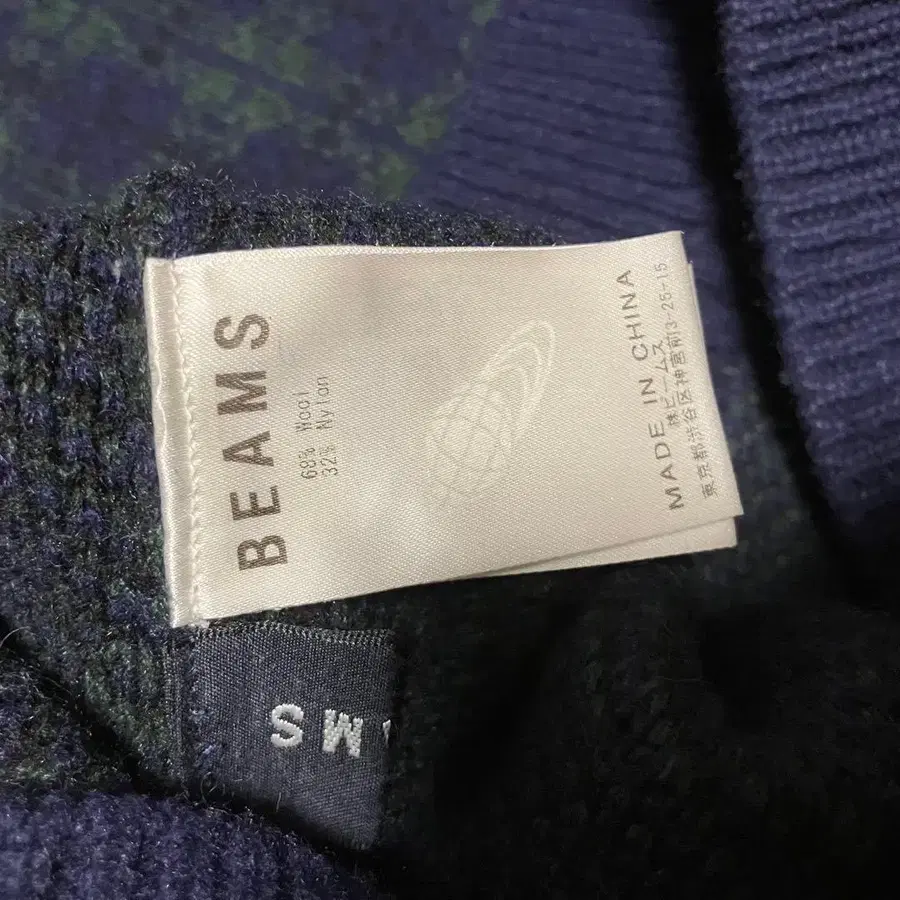 BEAMS
68% Wool
32% Nylon
MADE IN CHINA
㈱ビームス
東京都渋谷区神宮前3-25-15
MS